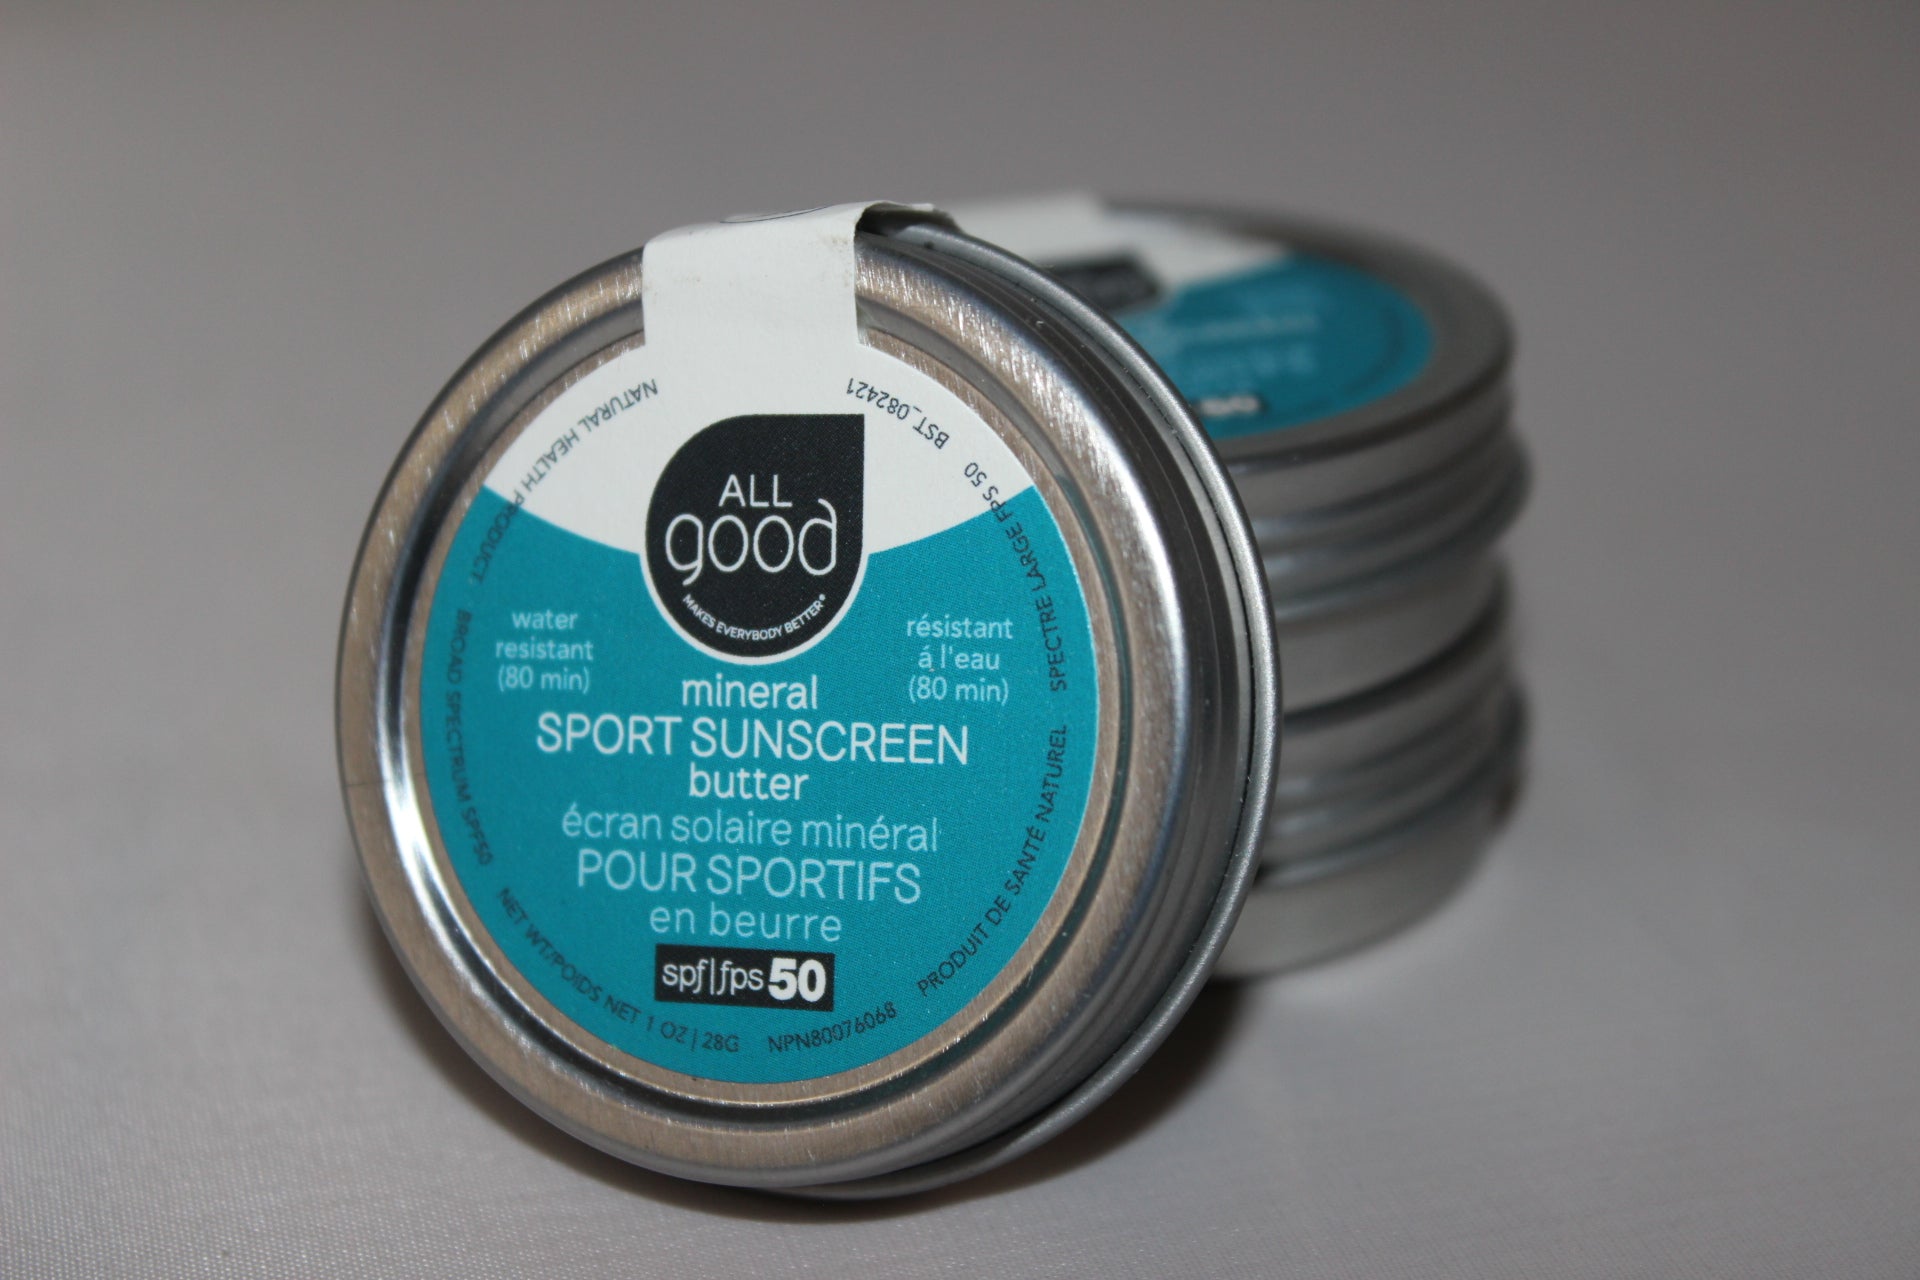 ALL
good
MAKES EVERYBODY BETTER®
water
resistant
(80 min)
résistant
á l'eau
(80 min)
mineral
SPORT SUNSCREEN
butter
écran solaire minéral
POUR SPORTIFS
en beurre
spf|fps 50
NATURAL HEALTH PRODUCT
BROAD SPECTRUM SPF50
NET WT/POIDS NET 1 OZ | 28G
NPN80076068
PRODUIT DE SANTÉ NATUREL
SPECTRE LARGE FPS 50
BST_082421